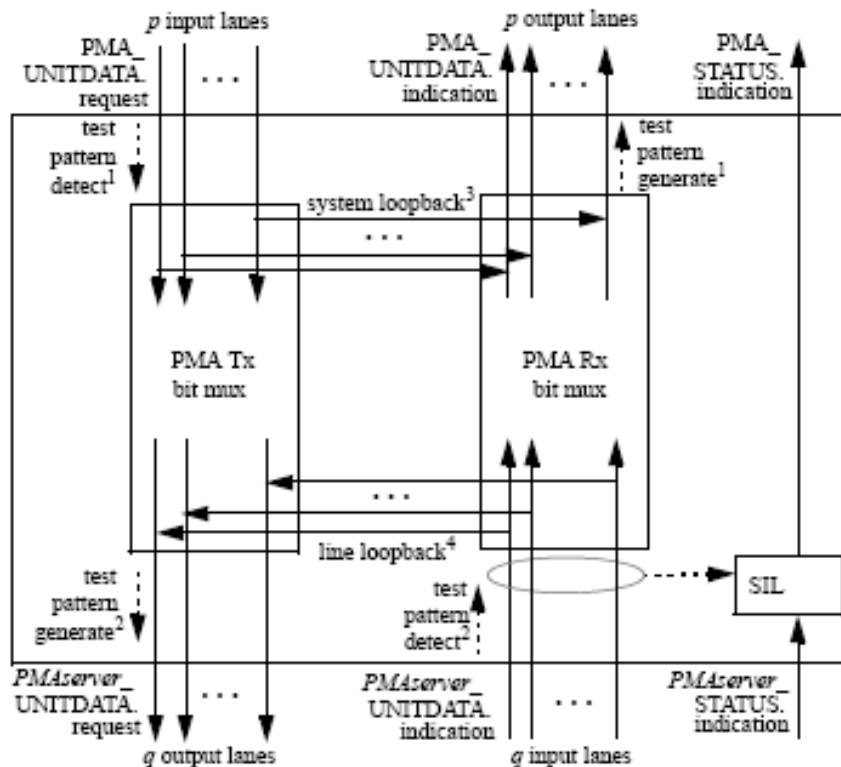 p input lanes
PMA_
UNITDATA.
request
. . .
p output lanes
PMA_
UNITDATA.
indication
. . .
PMA_
STATUS.
indication
test
pattern
detect1
test
pattern
generate1
system loopback3
. . .
PMA Tx
bit mux
PMA Rx
bit mux
. . .
line loopback4
test
pattern
generate2
test
pattern
detect2
SIL
PMAserver_
UNITDATA.
request
. . .
q output lanes
PMAserver_
UNITDATA.
indication
. . .
q input lanes
PMAserver_
STATUS.
indication